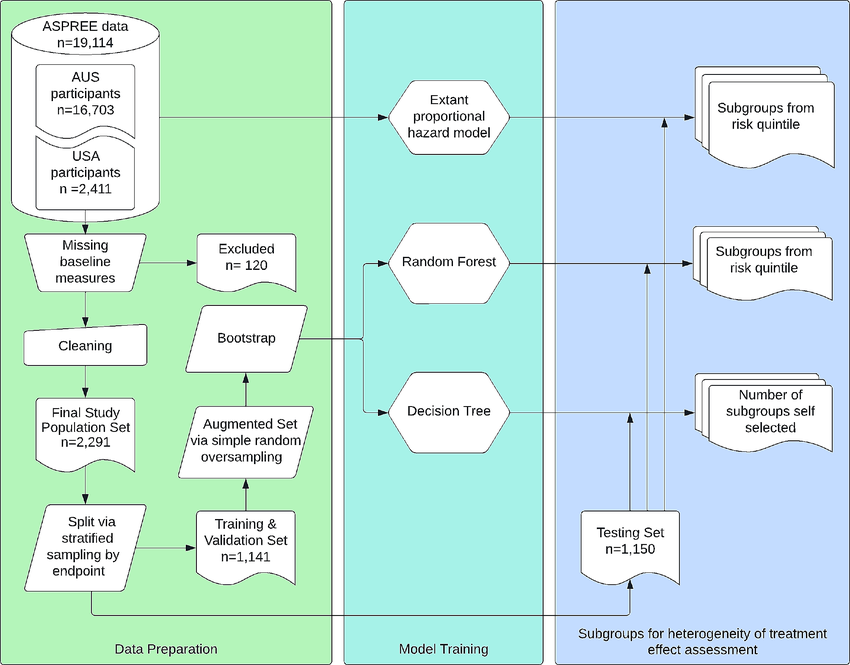 ASPREE data
n=19,114
AUS
participants
n=16,703
USA
participants
n =2,411
Missing
baseline
measures
Excluded
n= 120
Cleaning
Bootstrap
Final Study
Population Set
n=2,291
Augmented Set
via simple random
oversampling
Split via
stratified
sampling by
endpoint
Training &
Validation Set
n=1,141
Data Preparation
Extant
proportional
hazard model
Random Forest
Decision Tree
Model Training
Subgroups from
risk quintile
Subgroups from
risk quintile
Number of
subgroups self
selected
Testing Set
n=1,150
Subgroups for heterogeneity of treatment
effect assessment